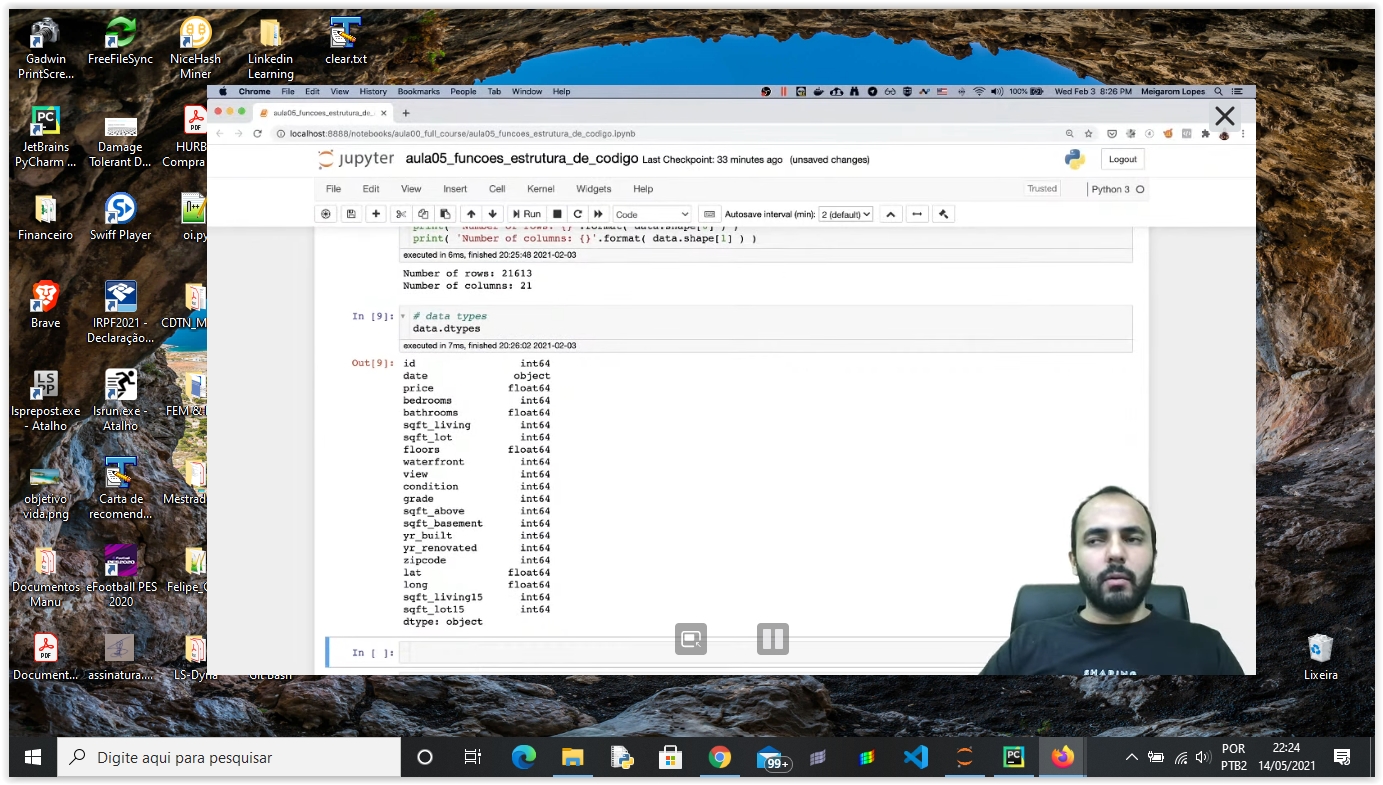 Gadwin
PrintScre...
FreeFileSync
NiceHash
Miner
Linkedin
Learning
clear.txt
JetBrains
PyCharm ...
Damage
Tolerant D...
HURB
Compra
Financeiro
Swiff Player
oi.py
Brave
IRPF2021 -
Declaração...
CDTN_M
lsprepost.exe
- Atalho
lsrun.exe -
Atalho
FEM &
objetivo
vida.png
Carta de
recomend...
Mestrad
Documentos
Manu
eFootball PES
2020
Felipe_
Document...
assinatura....
LS-Dyna
Git Bash
Lixeira
Chrome File Edit View History Bookmarks People Tab Window Help
100% Wed Feb 3 8:26 PM Meigarom Lopes
aula05_funcoes_estrutura_de_
localhost:8888/notebooks/aula00_full_course/aula05_funcoes_estrutura_de_codigo.ipynb
jupyter aula05_funcoes_estrutura_de_codigo Last Checkpoint: 33 minutes ago (unsaved changes)
Logout
File Edit View Insert Cell Kernel Widgets Help
Trusted Python 3
Run Code Autosave interval (min): 2 (default)
print( 'Number of rows: {}'.format( data.shape[0] ) )
print( 'Number of columns: {}'.format( data.shape[1] ) )
executed in 6ms, finished 20:25:48 2021-02-03
Number of rows: 21613
Number of columns: 21
In [9]: # data types
data.dtypes
executed in 7ms, finished 20:26:02 2021-02-03
Out[9]: id int64
date object
price float64
bedrooms int64
bathrooms float64
sqft_living int64
sqft_lot int64
floors float64
waterfront int64
view int64
condition int64
grade int64
sqft_above int64
sqft_basement int64
yr_built int64
yr_renovated int64
zipcode int64
lat float64
long float64
sqft_living15 int64
sqft_lot15 int64
dtype: object
In [ ]:
SHARING
Digite aqui para pesquisar
99+
POR
PTB2
22:24
14/05/2021